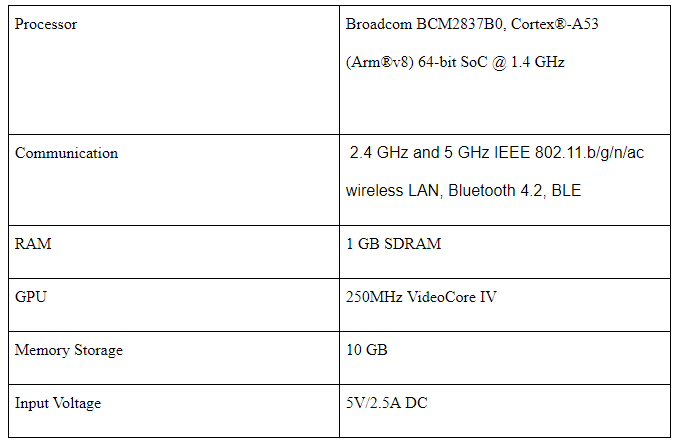 Processor
Broadcom BCM2837B0, Cortex®-A53
(Arm®v8) 64-bit SoC @ 1.4 GHz
Communication
2.4 GHz and 5 GHz IEEE 802.11.b/g/n/ac
wireless LAN, Bluetooth 4.2, BLE
RAM
1 GB SDRAM
GPU
250MHz VideoCore IV
Memory Storage
10 GB
Input Voltage
5V/2.5A DC